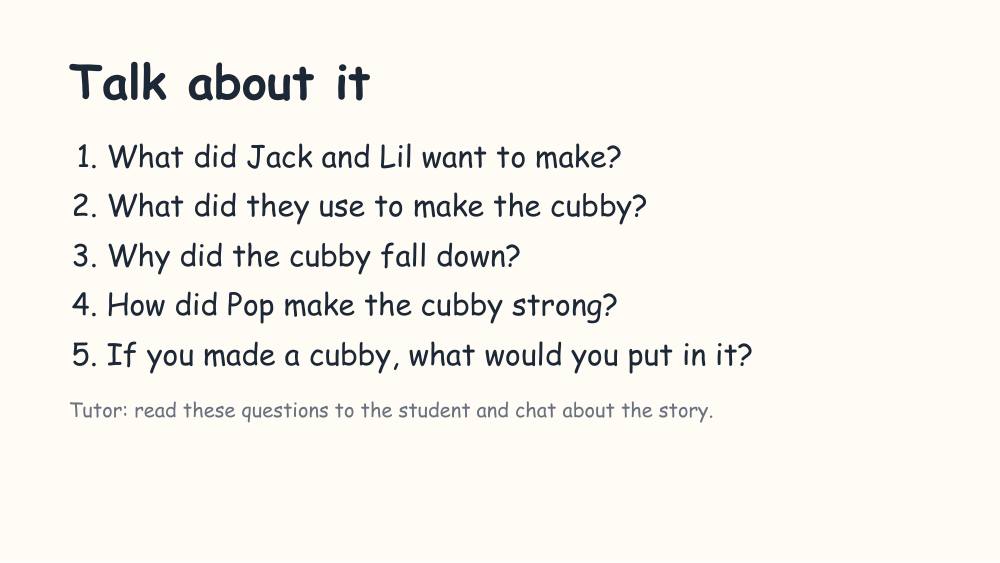 Talk about it
1. What did Jack and Lil want to make?
2. What did they use to make the cubby?
3. Why did the cubby fall down?
4. How did Pop make the cubby strong?
5. If you made a cubby, what would you put in it?
Tutor: read these questions to the student and chat about the story.